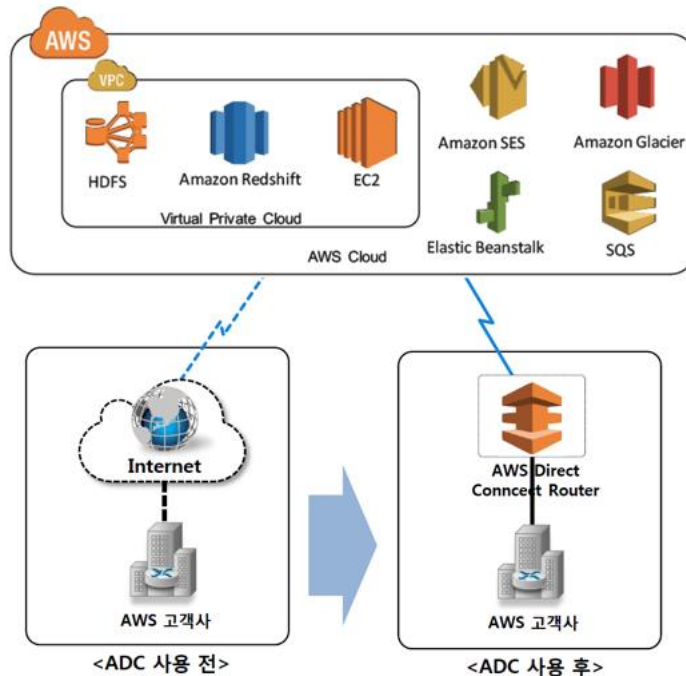 AWS
VPC
HDFS
Amazon Redshift
EC2
Virtual Private Cloud
Amazon SES
Amazon Glacier
Elastic Beanstalk
SQS
AWS Cloud
Internet
AWS 고객사
<ADC 사용 전>
AWS Direct
Conncect Router
AWS 고객사
<ADC 사용 후>